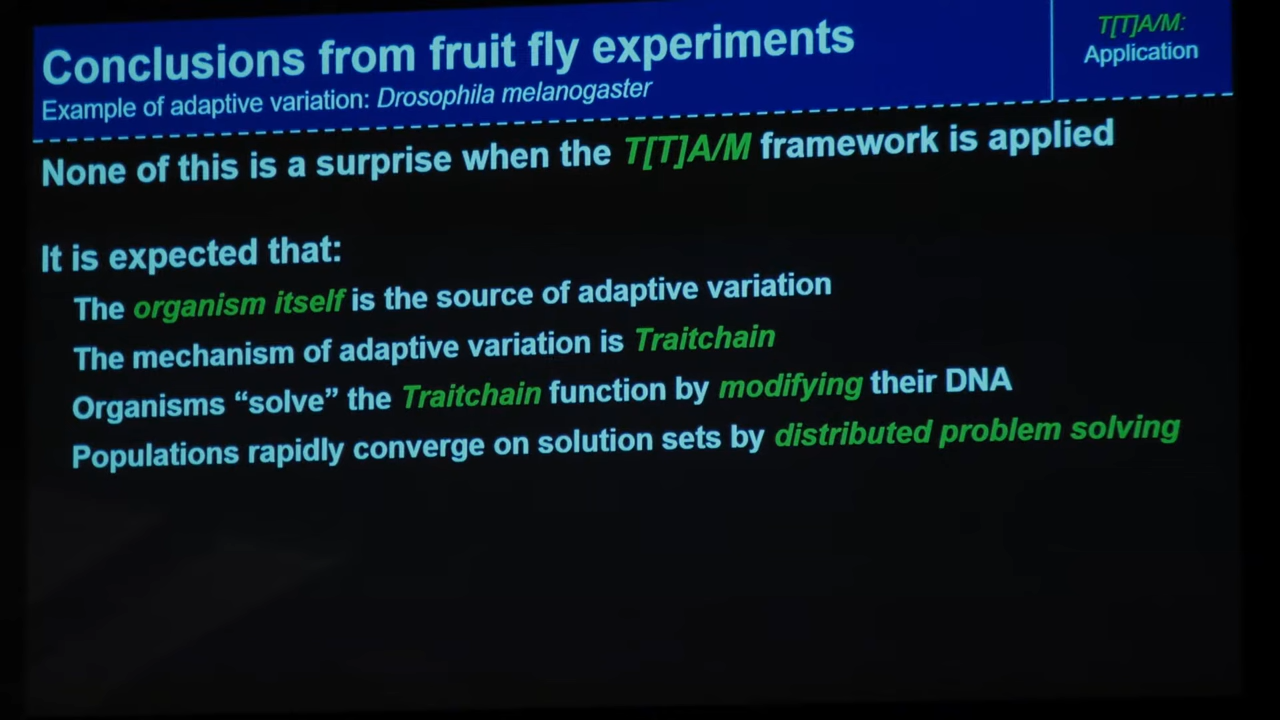 Conclusions from fruit fly experiments
Example of adaptive variation: Drosophila melanogaster
T[T]A/M:
Application
None of this is a surprise when the T[T]A/M framework is applied
It is expected that:
The organism itself is the source of adaptive variation
The mechanism of adaptive variation is Traitchain
Organisms “solve” the Traitchain function by modifying their DNA
Populations rapidly converge on solution sets by distributed problem solving